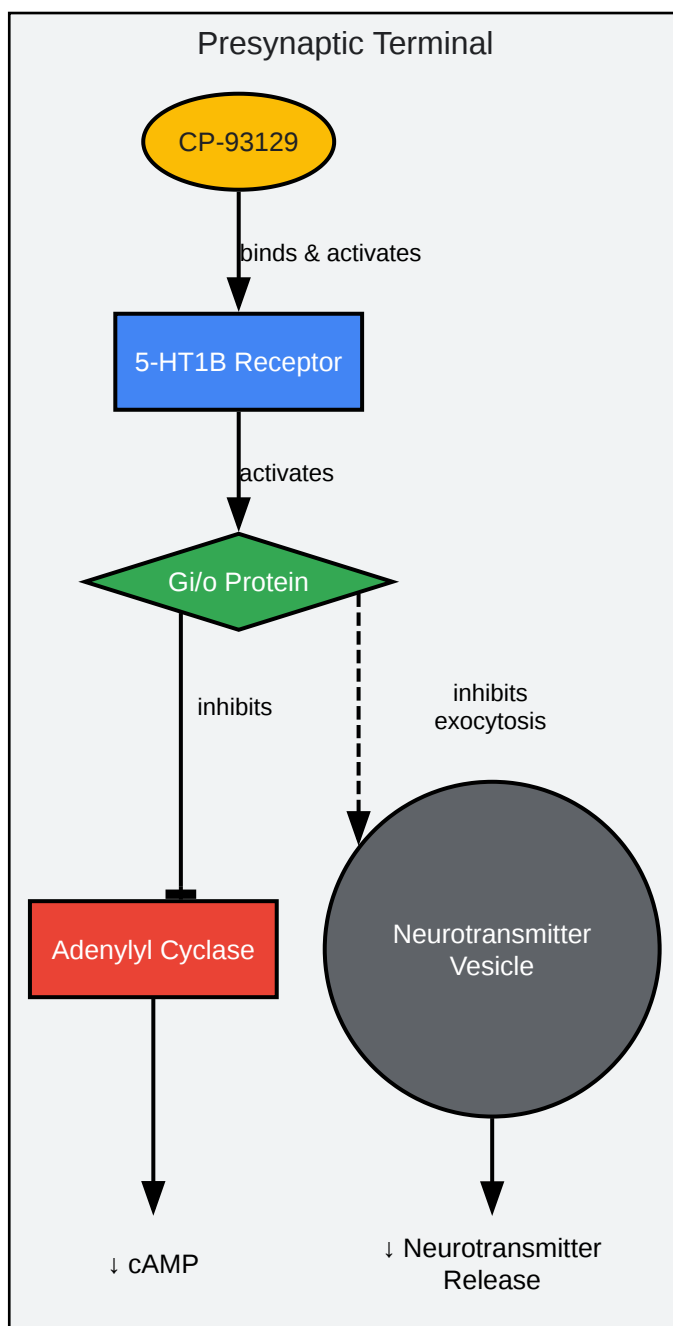 Presynaptic Terminal
CP-93129
binds & activates
5-HT1B Receptor
activates
Gi/o Protein
inhibits
inhibits
exocytosis
Adenylyl Cyclase
Neurotransmitter
Vesicle
↓ cAMP
↓ Neurotransmitter
Release